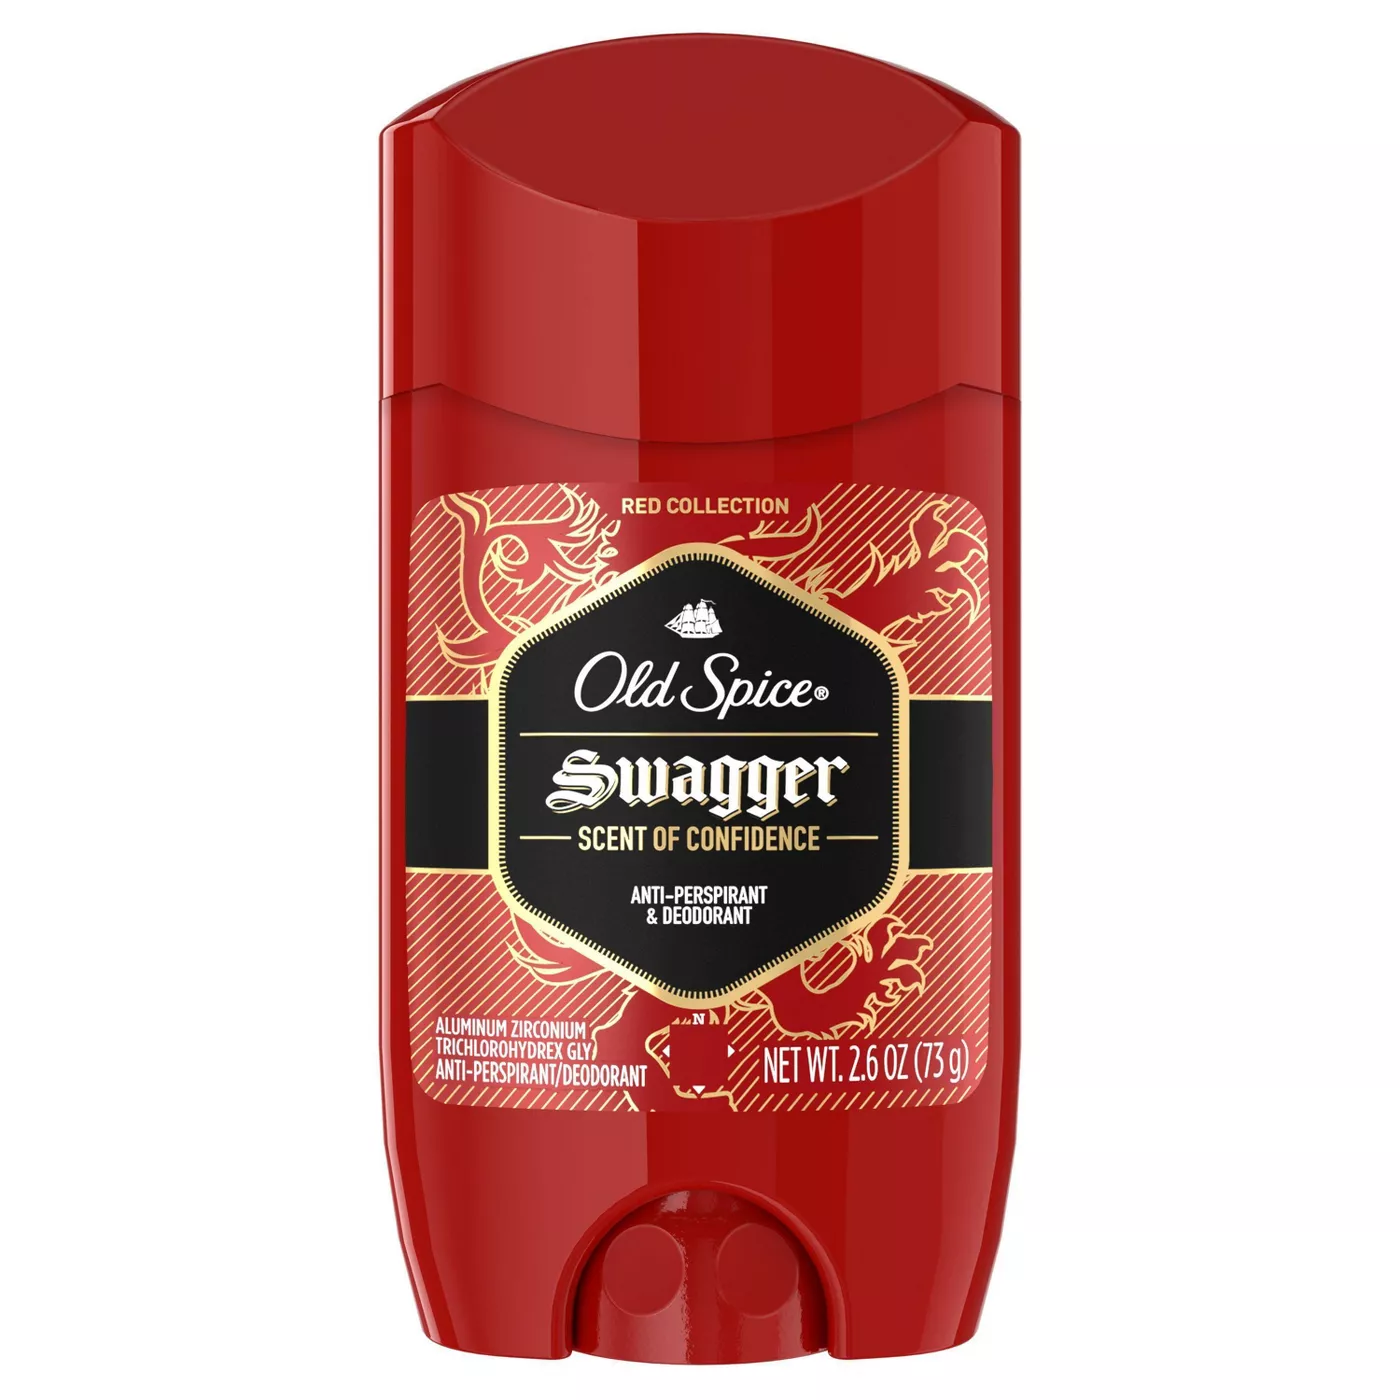 RED COLLECTION
Old Spice®
Swagger
SCENT OF CONFIDENCE
ANTI-PERSPIRANT
& DEODORANT
N
ALUMINUM ZIRCONIUM
TRICHLOROHYDREX GLY
ANTI-PERSPIRANT/DEODORANT
NET WT. 2.6 OZ (73 g)